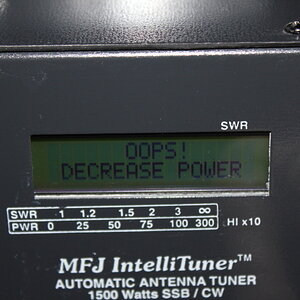 SWR
OOPS!
DECREASE POWER
SWR 1 1.2 1.5 2 3 ∞
PWR 0 25 50 75 100 300 HI x10
MFJ IntelliTuner™
AUTOMATIC ANTENNA TUNER
1500 Watts SSB / CW